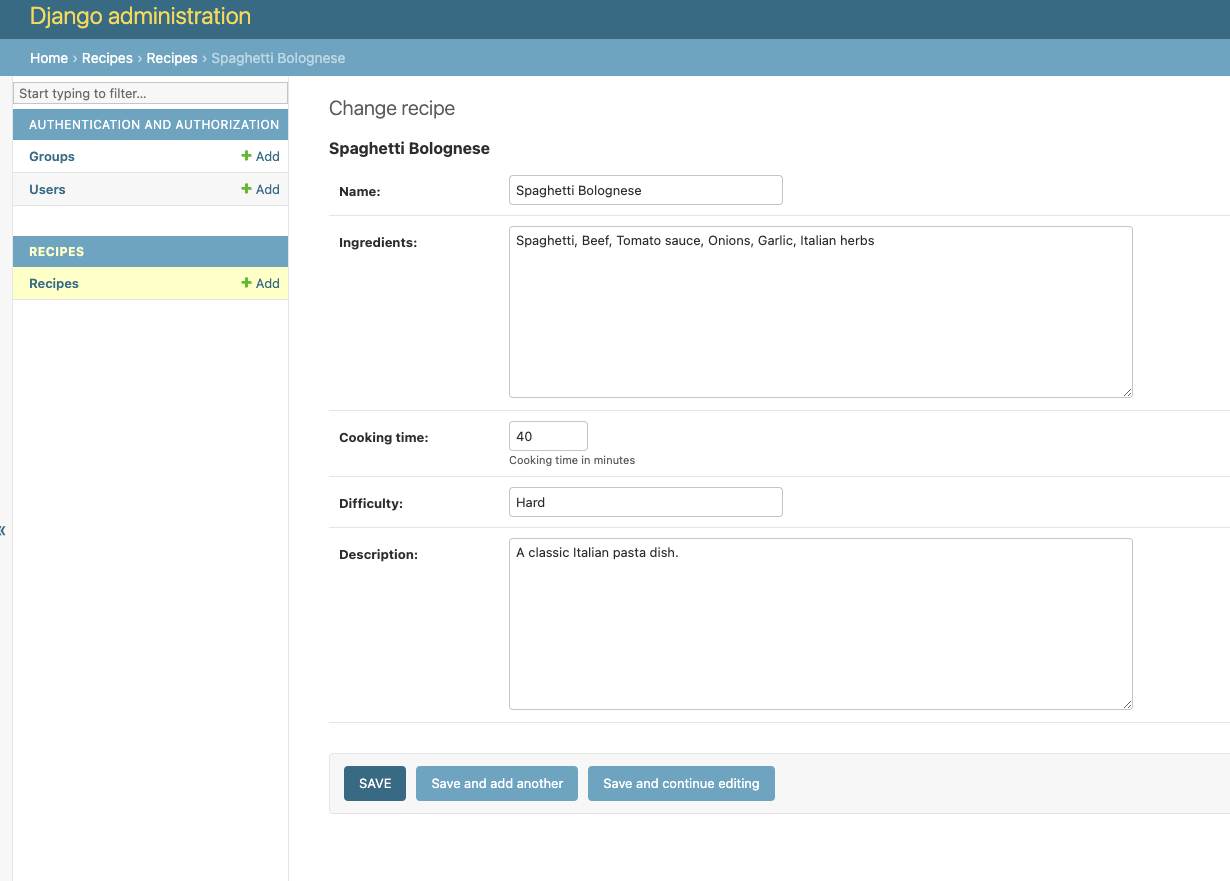 Django administration
Home › Recipes › Recipes › Spaghetti Bolognese
Start typing to filter...
AUTHENTICATION AND AUTHORIZATION
Groups + Add
Users + Add
RECIPES
Recipes + Add
«
Change recipe
Spaghetti Bolognese
Name: Spaghetti Bolognese
Ingredients: Spaghetti, Beef, Tomato sauce, Onions, Garlic, Italian herbs
Cooking time: 40
Cooking time in minutes
Difficulty: Hard
Description: A classic Italian pasta dish.
SAVE Save and add another Save and continue editing